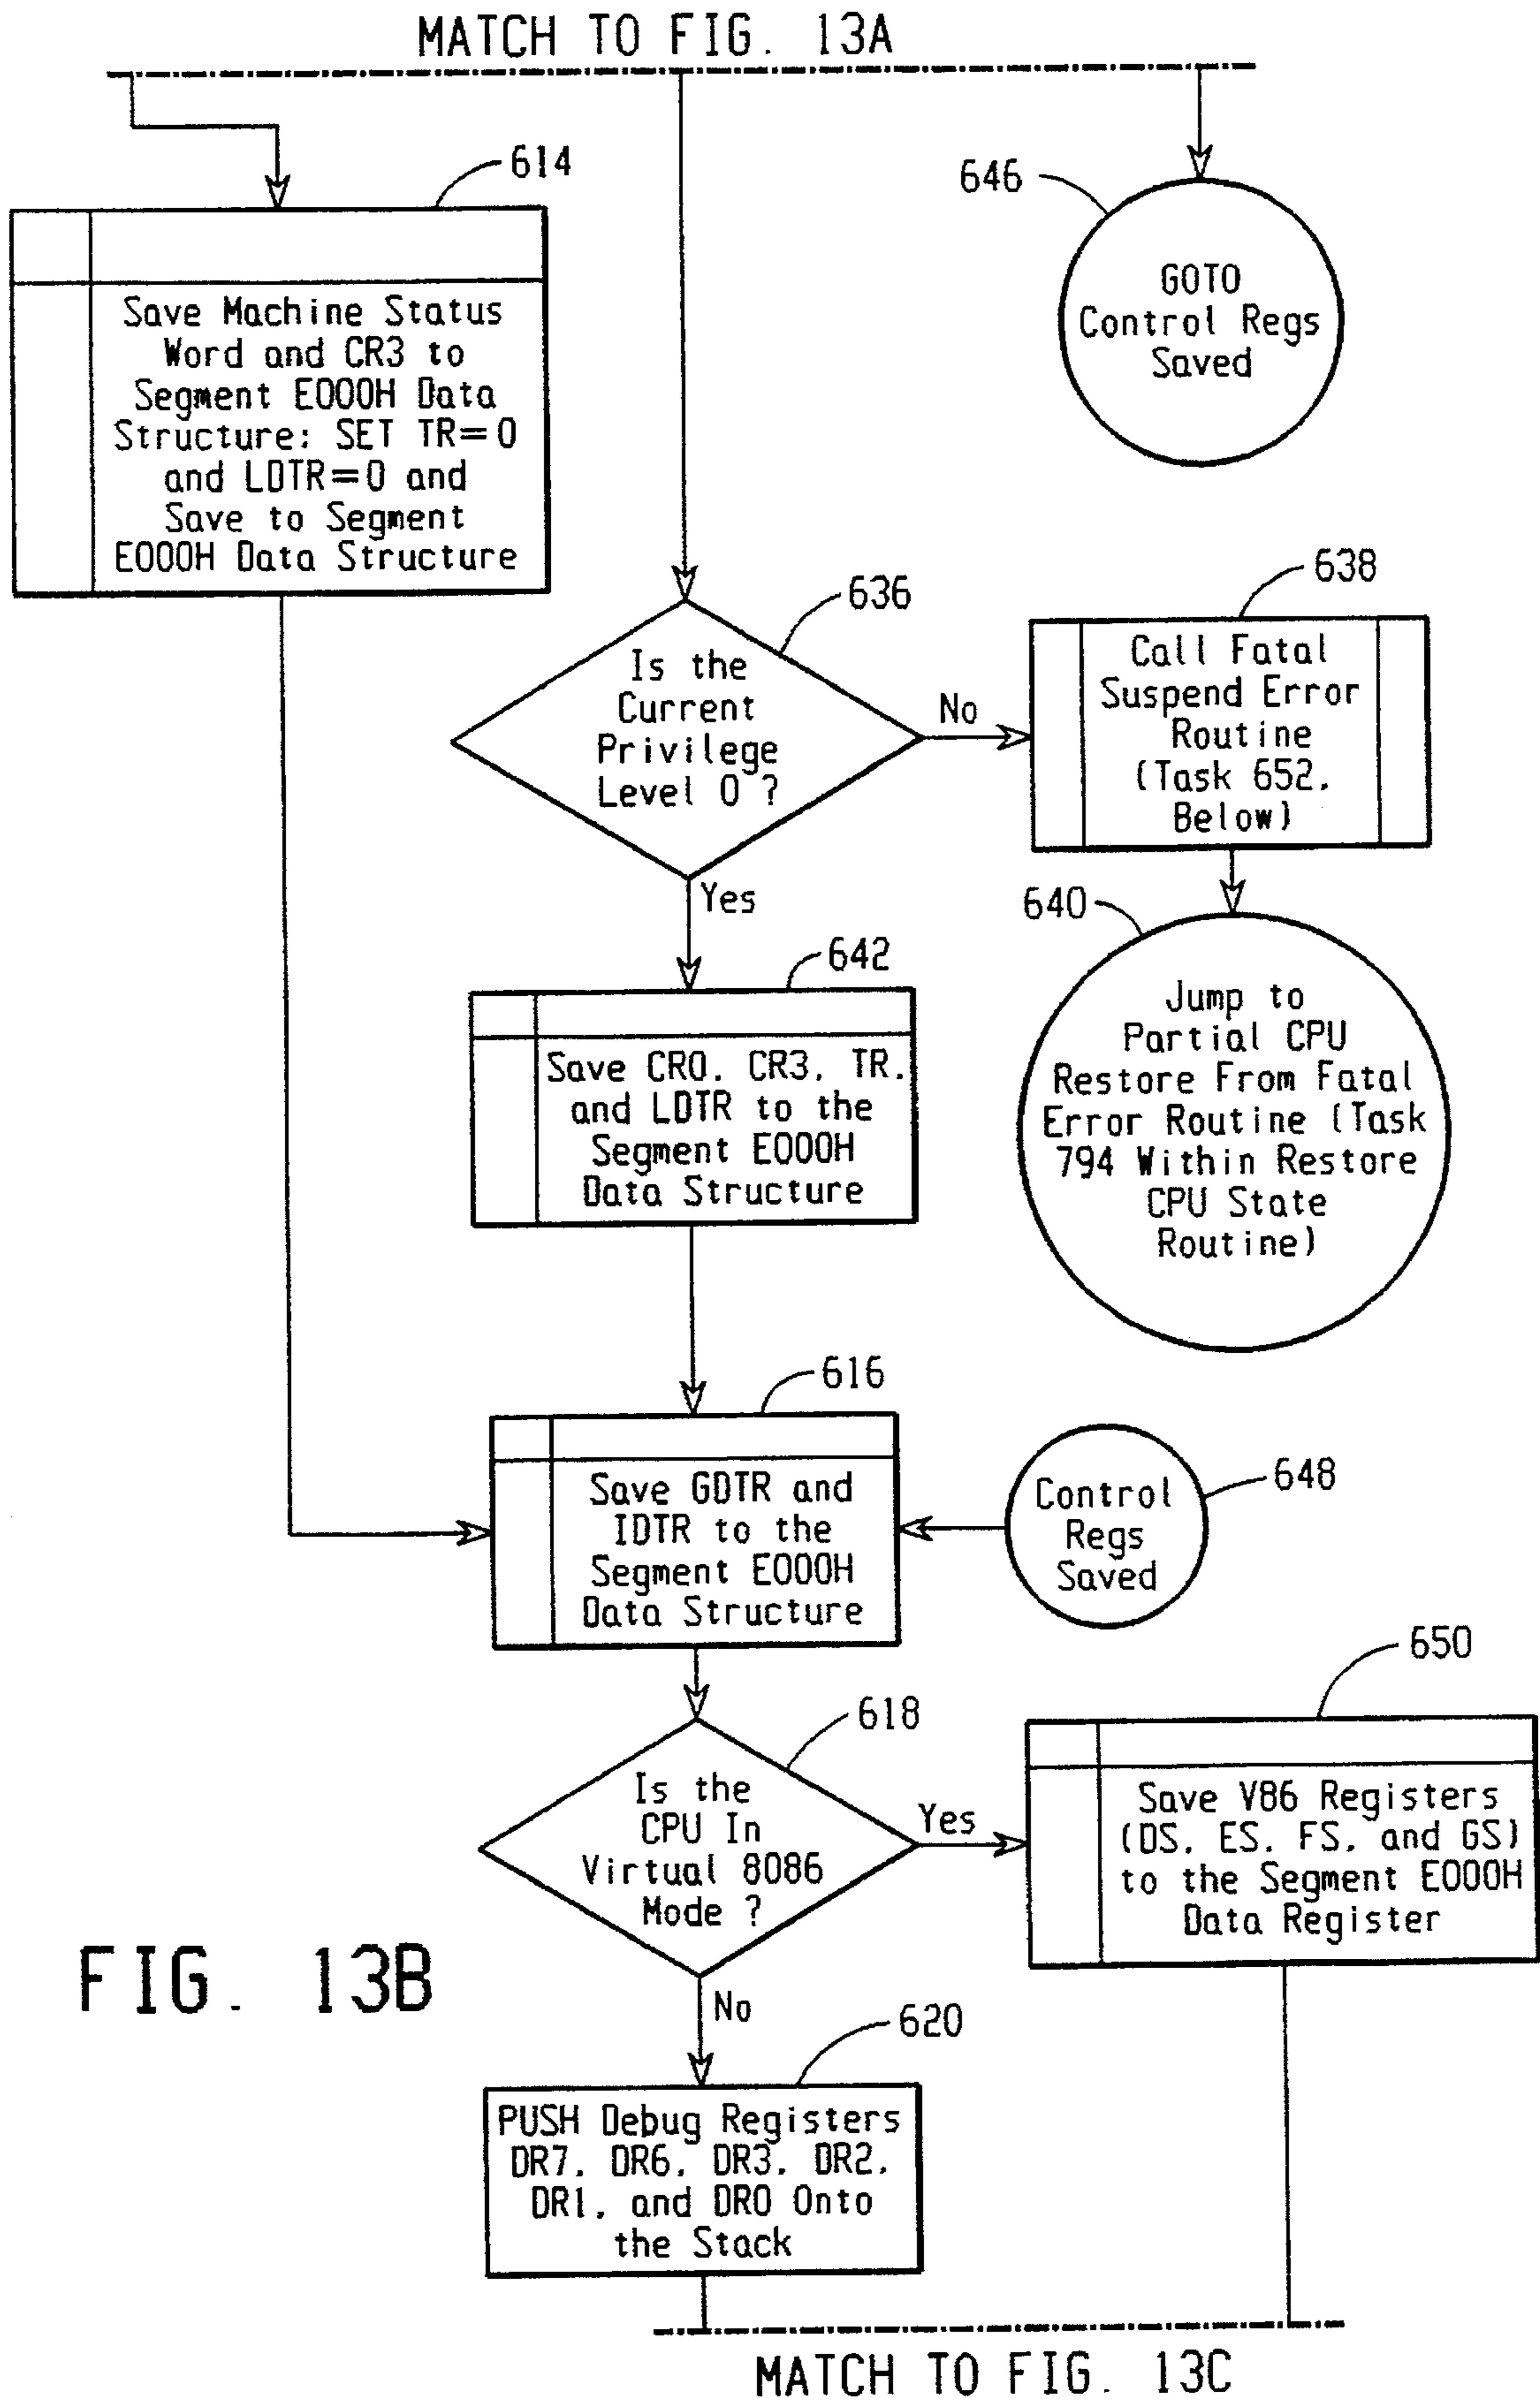 MATCH TO FIG. 13A
614
646
Save Machine Status
Word and CR3 to
Segment E000H Data
Structure: SET TR=0
and LDTR=0 and
Save to Segment
E000H Data Structure
GOTO
Control Regs
Saved
636
638
Is the
Current
Privilege
Level 0 ?
No
Call Fatal
Suspend Error
Routine
(Task 652,
Below)
Yes
640
642
Jump to
Partial CPU
Restore From Fatal
Error Routine (Task
794 Within Restore
CPU State
Routine)
Save CR0, CR3, TR,
and LDTR to the
Segment E000H
Data Structure
616
Save GDTR and
IDTR to the
Segment E000H
Data Structure
Control
Regs
Saved
648
650
618
Is the
CPU In
Virtual 8086
Mode ?
Yes
Save V86 Registers
(DS, ES, FS, and GS)
to the Segment E000H
Data Register
FIG. 13B
No
620
PUSH Debug Registers
DR7, DR6, DR3, DR2,
DR1, and DR0 Onto
the Stack
MATCH TO FIG. 13C